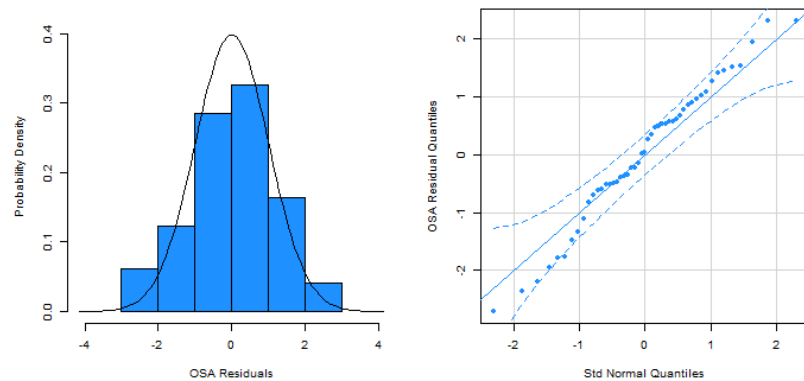 0.4
0.3
0.2
0.1
0.0
Probability Density
-4 -2 0 2 4
OSA Residuals
2
1
0
-1
-2
OSA Residual Quantiles
-2 -1 0 1 2
Std Normal Quantiles